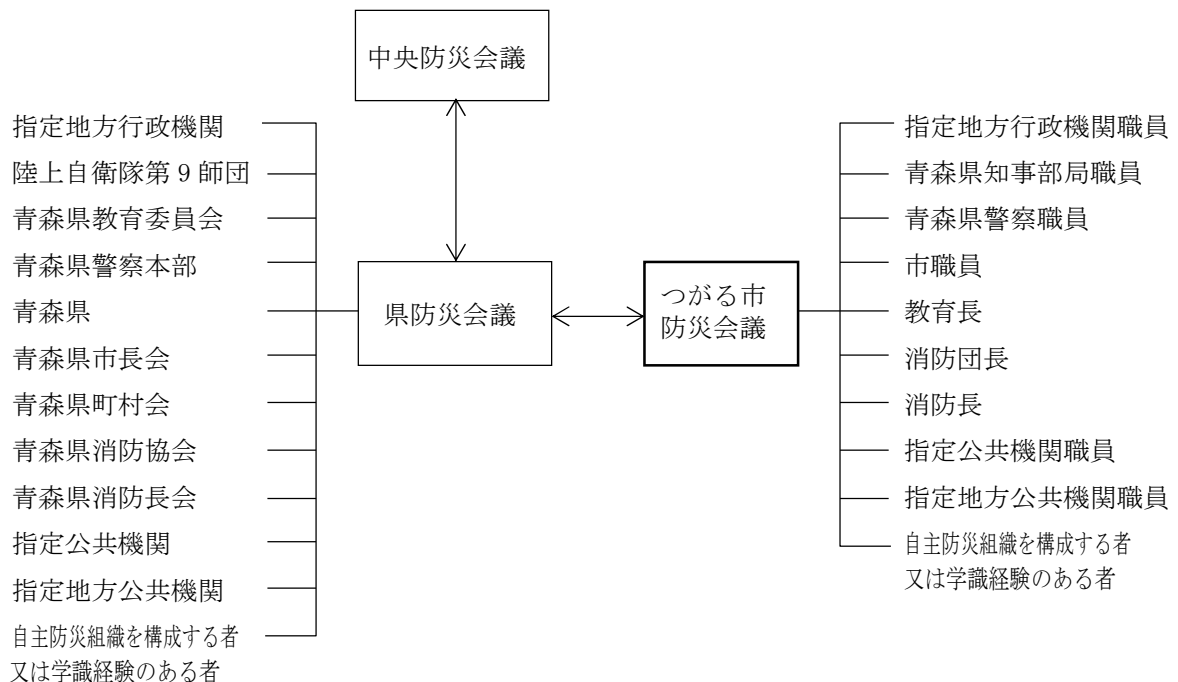 中央防災会議
指定地方行政機関
陸上自衛隊第9師団
青森県教育委員会
青森県警察本部
青森県
青森県市長会
青森県町村会
青森県消防協会
青森県消防長会
指定公共機関
指定地方公共機関
自主防災組織を構成する者
又は学識経験のある者
県防災会議
つがる市
防災会議
指定地方行政機関職員
青森県知事部局職員
青森県警察職員
市職員
教育長
消防団長
消防長
指定公共機関職員
指定地方公共機関職員
自主防災組織を構成する者
又は学識経験のある者